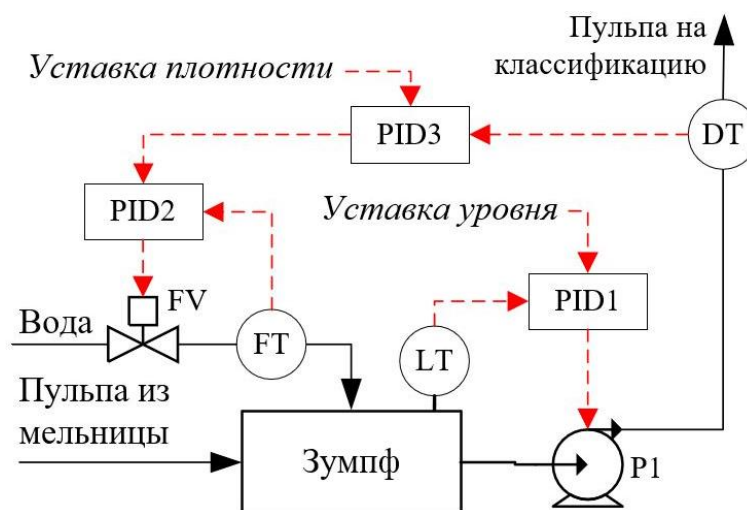 Пульпа на
классификацию
Уставка плотности
PID3
DT
PID2
Уставка уровня
FV
PID1
Вода
FT
LT
Пульпа из
мельницы
Зумпф
P1